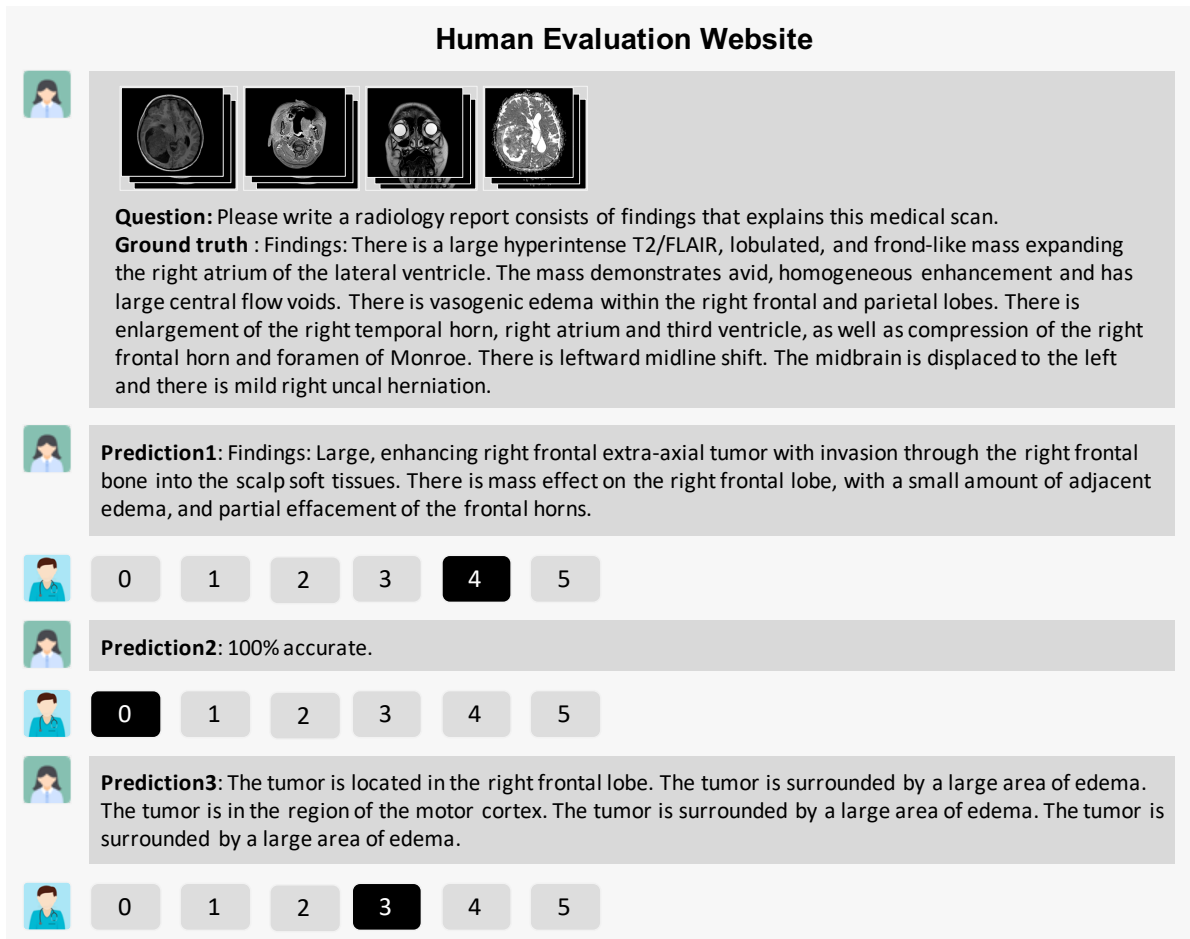 Human Evaluation Website
Question: Please write a radiology report consists of findings that explains this medical scan.
Ground truth : Findings: There is a large hyperintense T2/FLAIR, lobulated, and frond-like mass expanding
the right atrium of the lateral ventricle. The mass demonstrates avid, homogeneous enhancement and has
large central flow voids. There is vasogenic edema within the right frontal and parietal lobes. There is
enlargement of the right temporal horn, right atrium and third ventricle, as well as compression of the right
frontal horn and foramen of Monroe. There is leftward midline shift. The midbrain is displaced to the left
and there is mild right uncal herniation.
Prediction1: Findings: Large, enhancing right frontal extra-axial tumor with invasion through the right frontal
bone into the scalp soft tissues. There is mass effect on the right frontal lobe, with a small amount of adjacent
edema, and partial effacement of the frontal horns.
0 1 2 3 4 5
Prediction2: 100% accurate.
0 1 2 3 4 5
Prediction3: The tumor is located in the right frontal lobe. The tumor is surrounded by a large area of edema.
The tumor is in the region of the motor cortex. The tumor is surrounded by a large area of edema. The tumor is
surrounded by a large area of edema.
0 1 2 3 4 5